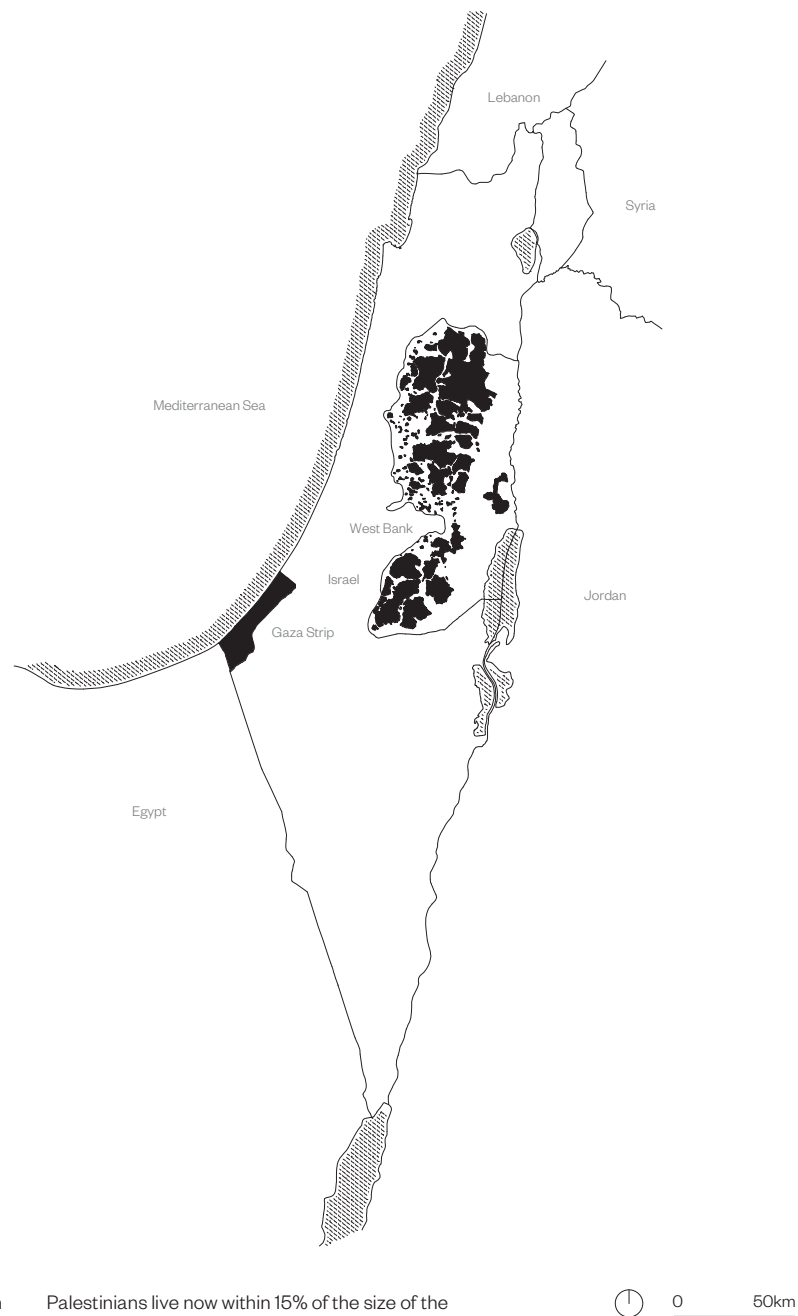 Lebanon
Syria
Mediterranean Sea
West Bank
Israel
Jordan
Gaza Strip
Egypt
Palestinians live now within 15% of the size of the
0 50km